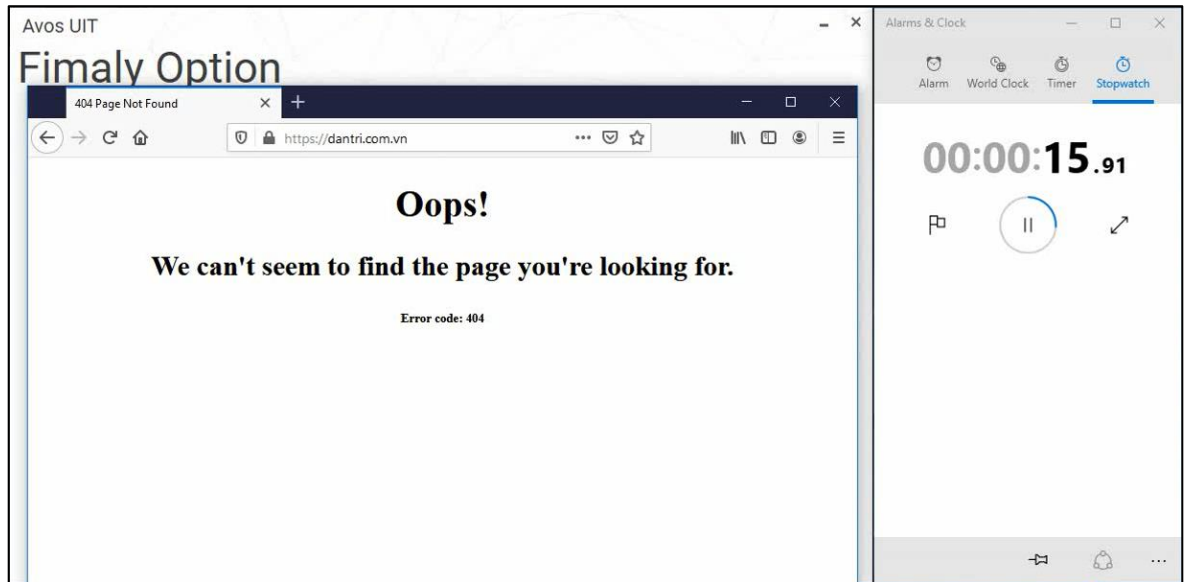 Avos UIT
Fimaly Option
404 Page Not Found
https://dantri.com.vn
Oops!
We can't seem to find the page you're looking for.
Error code: 404
Alarms & Clock
Alarm World Clock Timer Stopwatch
00:00:15.91